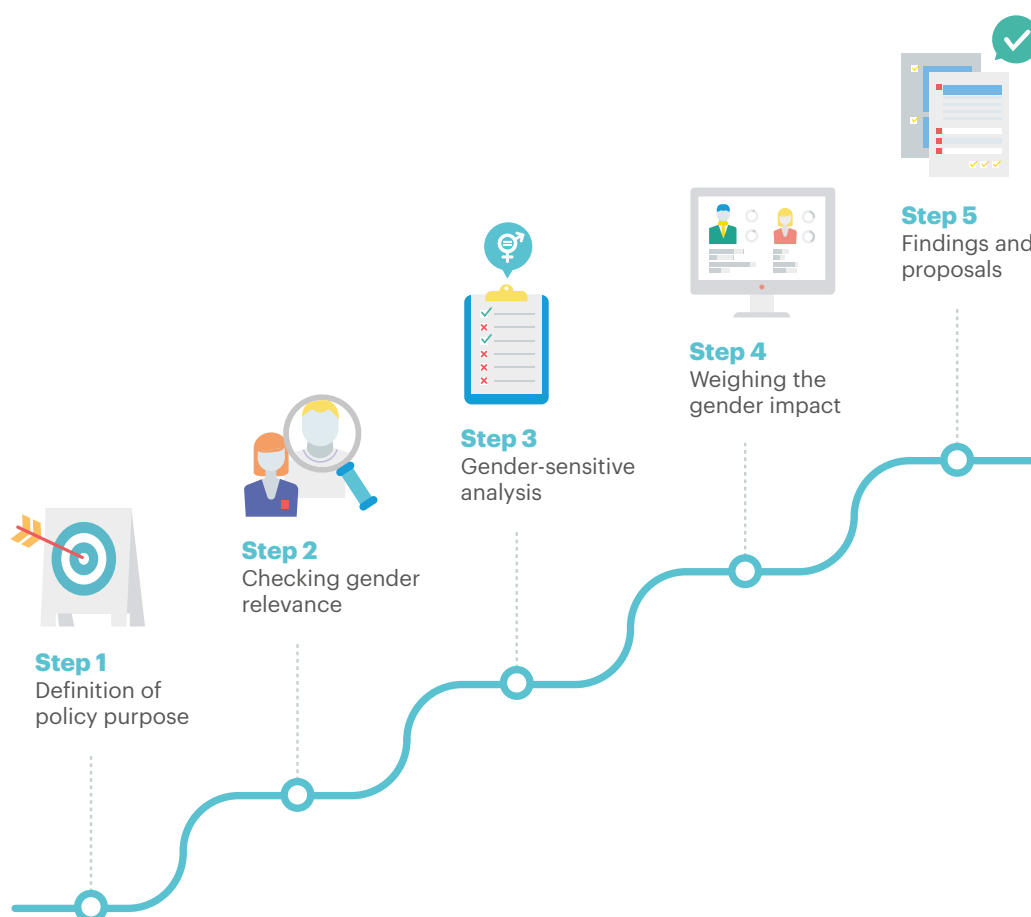 Step 1
Definition of
policy purpose
Step 2
Checking gender
relevance
Step 3
Gender-sensitive
analysis
Step 4
Weighing the
gender impact
Step 5
Findings and
proposals